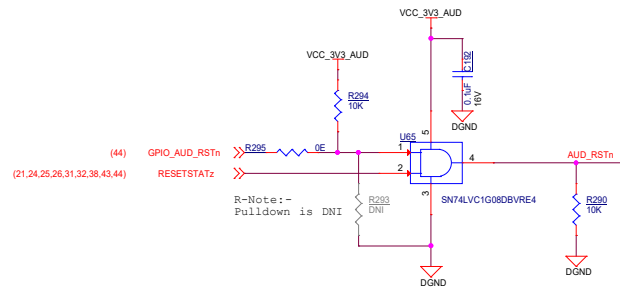 VCC_3V3_AUD
VCC_3V3_AUD
C192
0.1uF
16V
R294
10K
DGND
U65
5
(44) GPIO_AUD_RSTn R295 0E 1
4 AUD_RSTn
(21,24,25,26,31,32,38,43,44) RESETSTATz 2
3
SN74LVC1G08DBVRE4
R-Note:-
Pulldown is DNI
R293
DNI
R290
10K
DGND
DGND